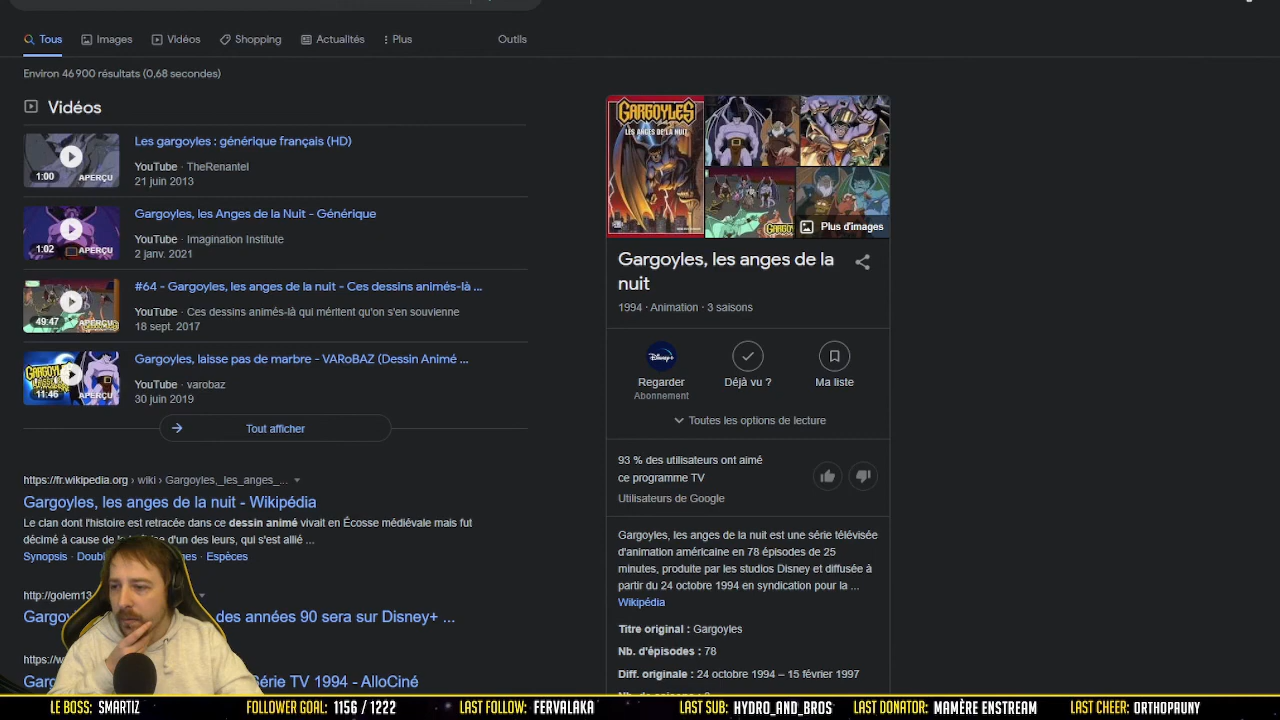 Tous
Images
Vidéos
Shopping
Actualités
Plus
Outils
Environ 46 900 résultats (0,68 secondes)
Vidéos
Les gargoyles : générique français (HD)
YouTube · TheRenantel
21 juin 2013
1:00
APERÇU
Gargoyles, les Anges de la Nuit - Générique
YouTube · Imagination Institute
2 janv. 2021
1:02
APERÇU
#64 - Gargoyles, les anges de la nuit - Ces dessins animés-là ...
YouTube · Ces dessins animés-là qui méritent qu'on s'en souvienne
18 sept. 2017
49:47
APERÇU
Gargoyles, laisse pas de marbre - VARoBAZ (Dessin Animé ...
YouTube · varobaz
30 juin 2019
11:46
APERÇU
Tout afficher
https://fr.wikipedia.org › wiki › Gargoyles,_les_anges_...
Gargoyles, les anges de la nuit - Wikipédia
Le clan dont l'histoire est retracée dans ce dessin animé vivait en Écosse médiévale mais fut
décimé à cause de la d'un des leurs, qui s'est allié ...
Synopsis · Espèces
http://golem13
des années 90 sera sur Disney+ ...
https://w
Série TV 1994 - AlloCiné
GARGOYLES
LES ANGES DE LA NUIT
Plus d'images
Gargoyles, les anges de la
nuit
1994 · Animation · 3 saisons
Disney+
Regarder
Abonnement
Déjà vu ?
Ma liste
Toutes les options de lecture
93 % des utilisateurs ont aimé
ce programme TV
Utilisateurs de Google
Gargoyles, les anges de la nuit est une série télévisée
d'animation américaine en 78 épisodes de 25
minutes, produite par les studios Disney et diffusée à
partir du 24 octobre 1994 en syndication pour la ...
Wikipédia
Titre original : Gargoyles
Nb. d'épisodes : 78
Diff. originale : 24 octobre 1994 – 15 février 1997
LE BOSS: SMARTIZ
FOLLOWER GOAL: 1156 / 1222
LAST FOLLOW: FERVALAKA
LAST SUB: HYDRO_AND_BROS
LAST DONATOR: MAMÈRE ENSTREAM
LAST CHEER: ORTHOPAUNY